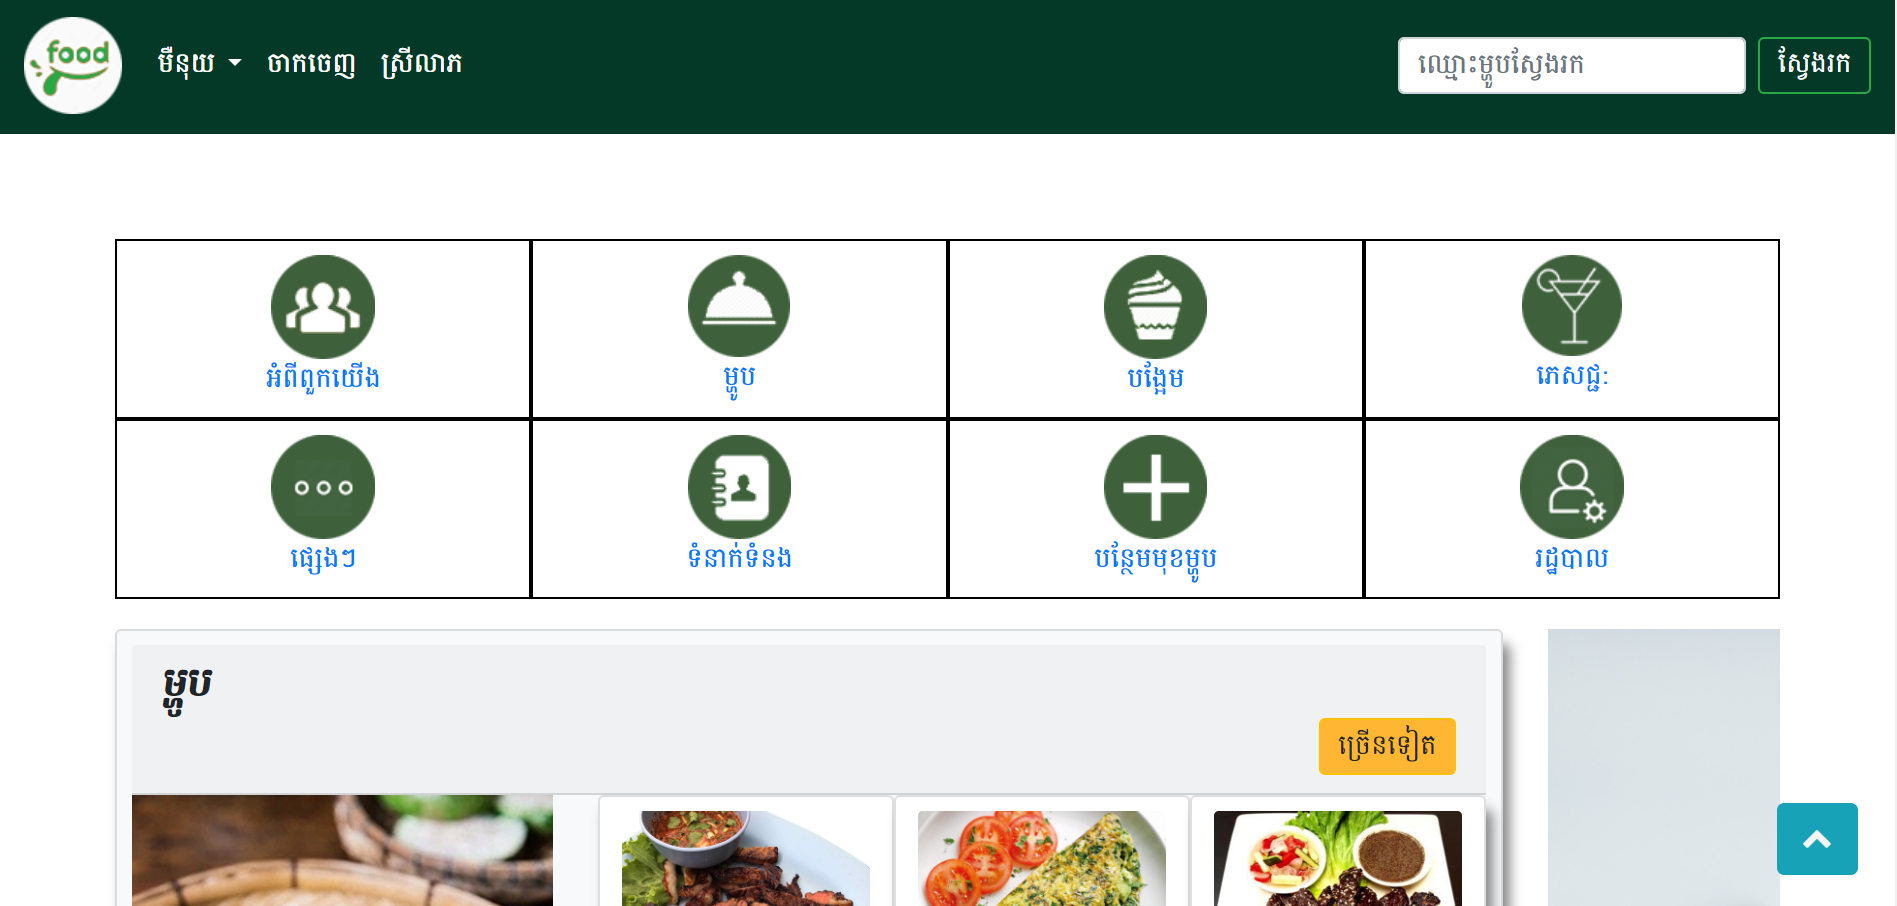 food
ម៉ឺនុយ ចាកចេញ ស្រីលាភ
ឈ្មោះម្ហូបស្វែងរក ស្វែងរក
អំពីពួកយើង ម្ហូប បង្អែម ភេសជ្ជៈ
ផ្សេងៗ ទំនាក់ទំនង បន្ថែមមុខម្ហូប រដ្ឋបាល
ម្ហូប
ច្រើនទៀត